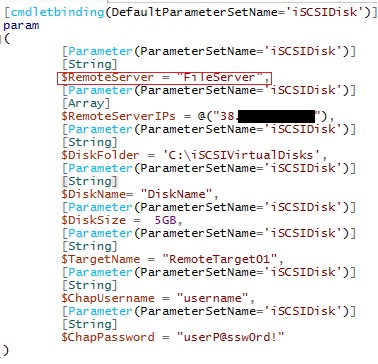 [cmdletbinding(DefaultParameterSetName='iSCSIDisk')]
param
(
[Parameter(ParameterSetName='iSCSIDisk')]
[String]
$RemoteServer = "FileServer",
[Parameter(ParameterSetName='iSCSIDisk')]
[Array]
$RemoteServerIPs = @("38. "),
[Parameter(ParameterSetName='iSCSIDisk')]
[String]
$DiskFolder = 'C:\iSCSIVirtualDisks',
[Parameter(ParameterSetName='iSCSIDisk')]
[String]
$DiskName= "DiskName",
[Parameter(ParameterSetName='iSCSIDisk')]
$DiskSize = 5GB,
[Parameter(ParameterSetName='iSCSIDisk')]
[String]
$TargetName = "RemoteTarget01",
[Parameter(ParameterSetName='iSCSIDisk')]
[String]
$ChapUsername = "username",
[Parameter(ParameterSetName='iSCSIDisk')]
[String]
$ChapPassword = "userP@ssw0rd!"
)